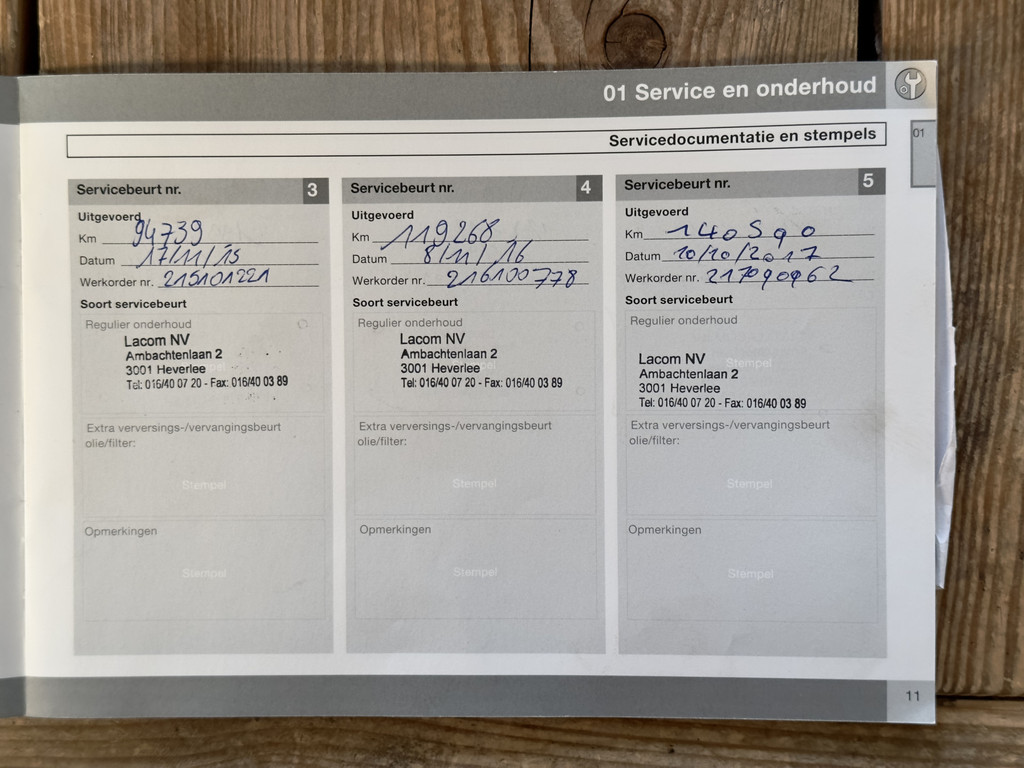 01 Service en onderhoud
Servicedocumentatie en stempels
01
Servicebeurt nr. 3
Uitgevoerd
Km 94739
Datum 17/11/15
Werkorder nr. 215101221
Soort servicebeurt
Regulier onderhoud
Lacom NV
Ambachtenlaan 2
3001 Heverlee
Tel: 016/40 07 20 - Fax: 016/40 03 89
Extra verversings-/vervangingsbeurt
olie/filter:
Stempel
Opmerkingen
Stempel
Servicebeurt nr. 4
Uitgevoerd
Km 119268
Datum 8/11/16
Werkorder nr. 216100778
Soort servicebeurt
Regulier onderhoud
Lacom NV
Ambachtenlaan 2
3001 Heverlee
Tel: 016/40 07 20 - Fax: 016/40 03 89
Extra verversings-/vervangingsbeurt
olie/filter:
Stempel
Opmerkingen
Stempel
Servicebeurt nr. 5
Uitgevoerd
Km 140590
Datum 10/10/2017
Werkorder nr. 217090962
Soort servicebeurt
Regulier onderhoud
Stempel
Lacom NV
Ambachtenlaan 2
3001 Heverlee
Tel: 016/40 07 20 - Fax: 016/40 03 89
Extra verversings-/vervangingsbeurt
olie/filter:
Stempel
Opmerkingen
Stempel
11